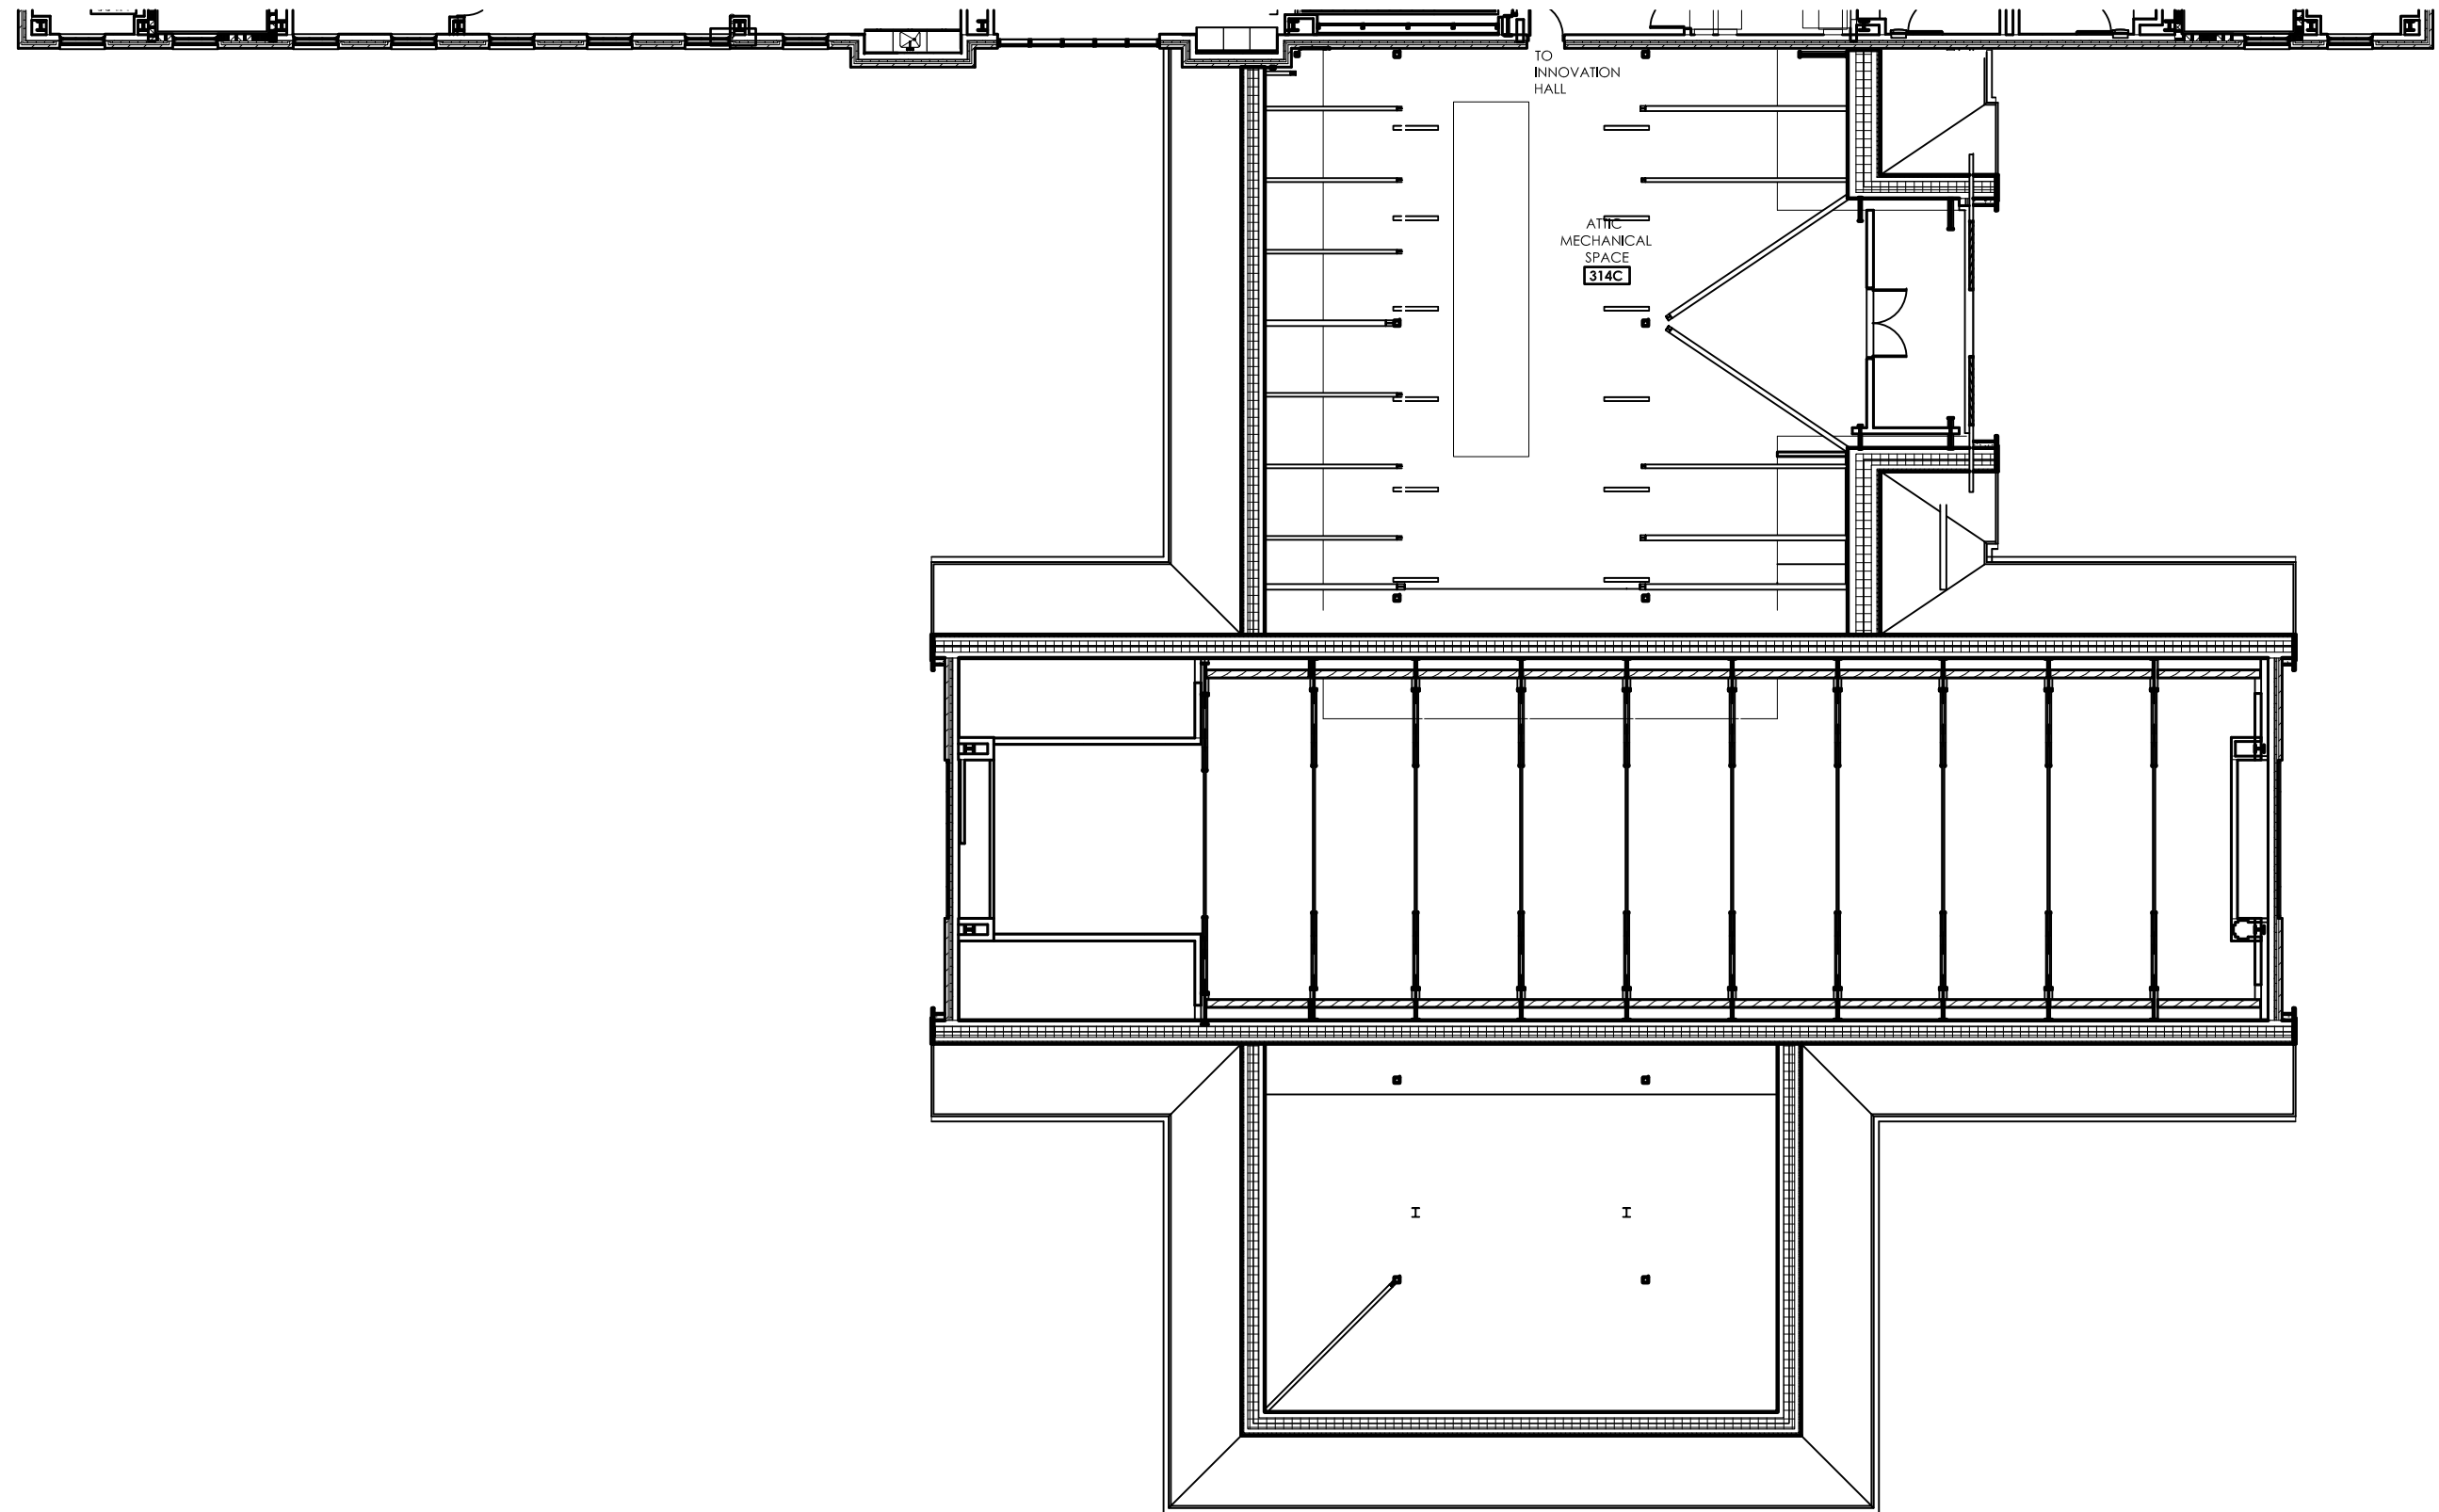 TO
INNOVATION
HALL
ATTIC
MECHANICAL
SPACE
314C